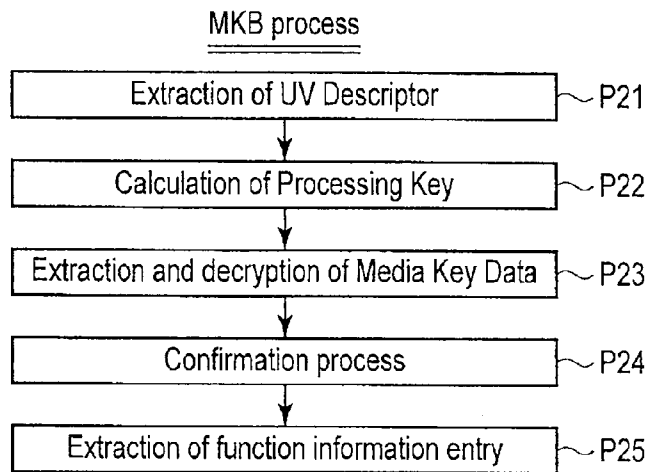 MKB process
Extraction of UV Descriptor P21
Calculation of Processing Key P22
Extraction and decryption of Media Key Data P23
Confirmation process P24
Extraction of function information entry P25